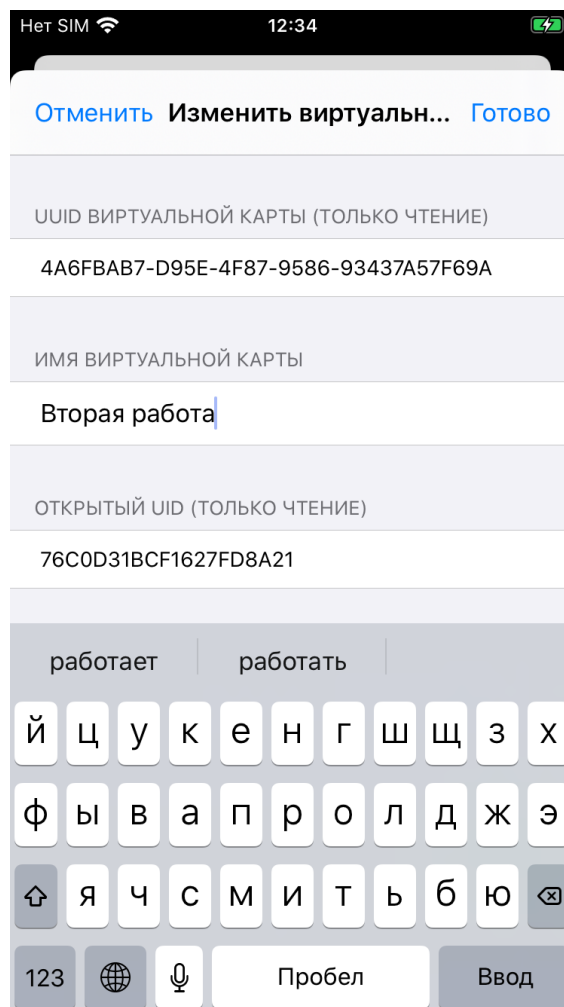 Нет SIM 12:34
Отменить Изменить виртуальн... Готово
UUID ВИРТУАЛЬНОЙ КАРТЫ (ТОЛЬКО ЧТЕНИЕ)
4A6FBAB7-D95E-4F87-9586-93437A57F69A
ИМЯ ВИРТУАЛЬНОЙ КАРТЫ
Вторая работа
ОТКРЫТЫЙ UID (ТОЛЬКО ЧТЕНИЕ)
76C0D31BCF1627FD8A21
работает работать
й ц у к е н г ш щ з х
ф ы в а п р о л д ж э
я ч с м и т ь б ю
123 Пробел Ввод